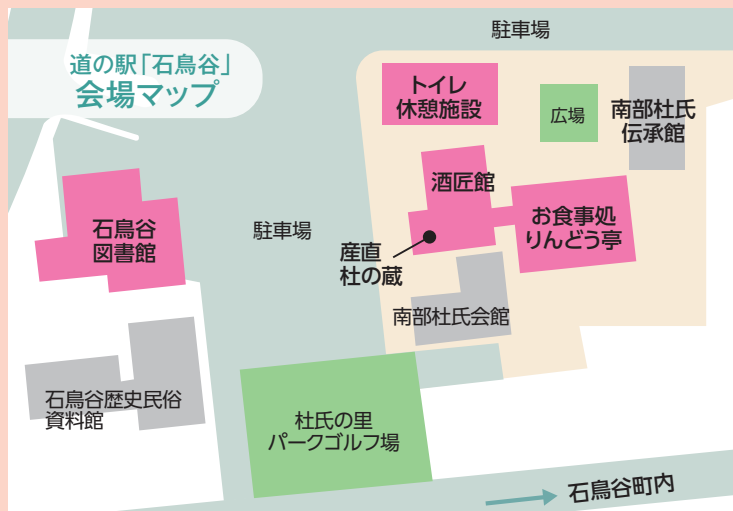 道の駅「石鳥谷」
会場マップ
駐車場
トイレ
休憩施設
広場
南部杜氏
伝承館
酒匠館
石鳥谷
図書館
駐車場
お食事処
りんどう亭
産直
杜の蔵
南部杜氏会館
石鳥谷歴史民俗
資料館
杜氏の里
パークゴルフ場
石鳥谷町内